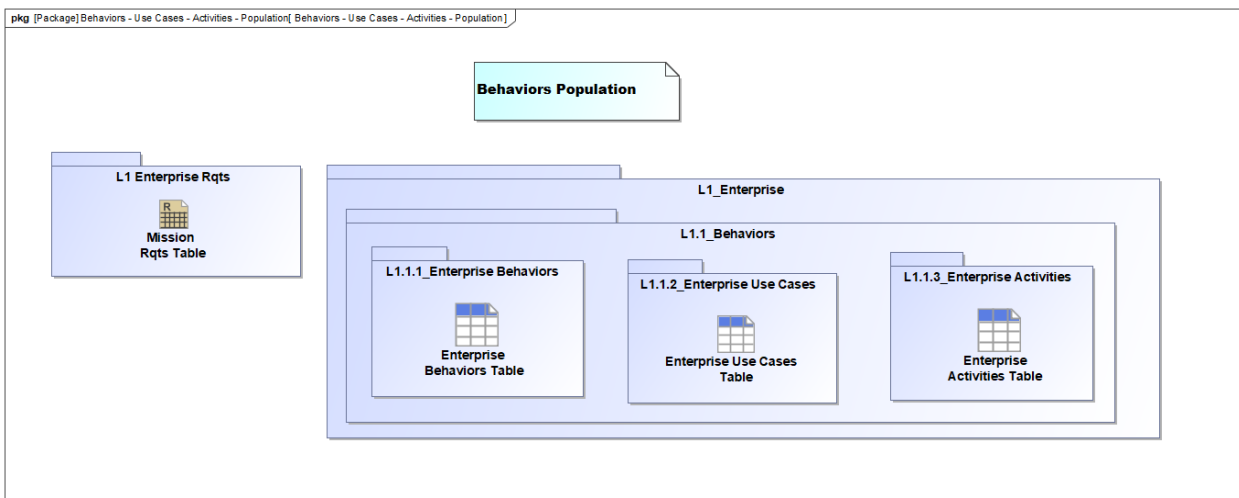 pkg [Package] Behaviors - Use Cases - Activities - Population[ Behaviors - Use Cases - Activities - Population ]
Behaviors Population
L1 Enterprise Rqts
R
Mission
Rqts Table
L1_Enterprise
L1.1_Behaviors
L1.1.1_Enterprise Behaviors
Enterprise
Behaviors Table
L1.1.2_Enterprise Use Cases
Enterprise Use Cases
Table
L1.1.3_Enterprise Activities
Enterprise
Activities Table